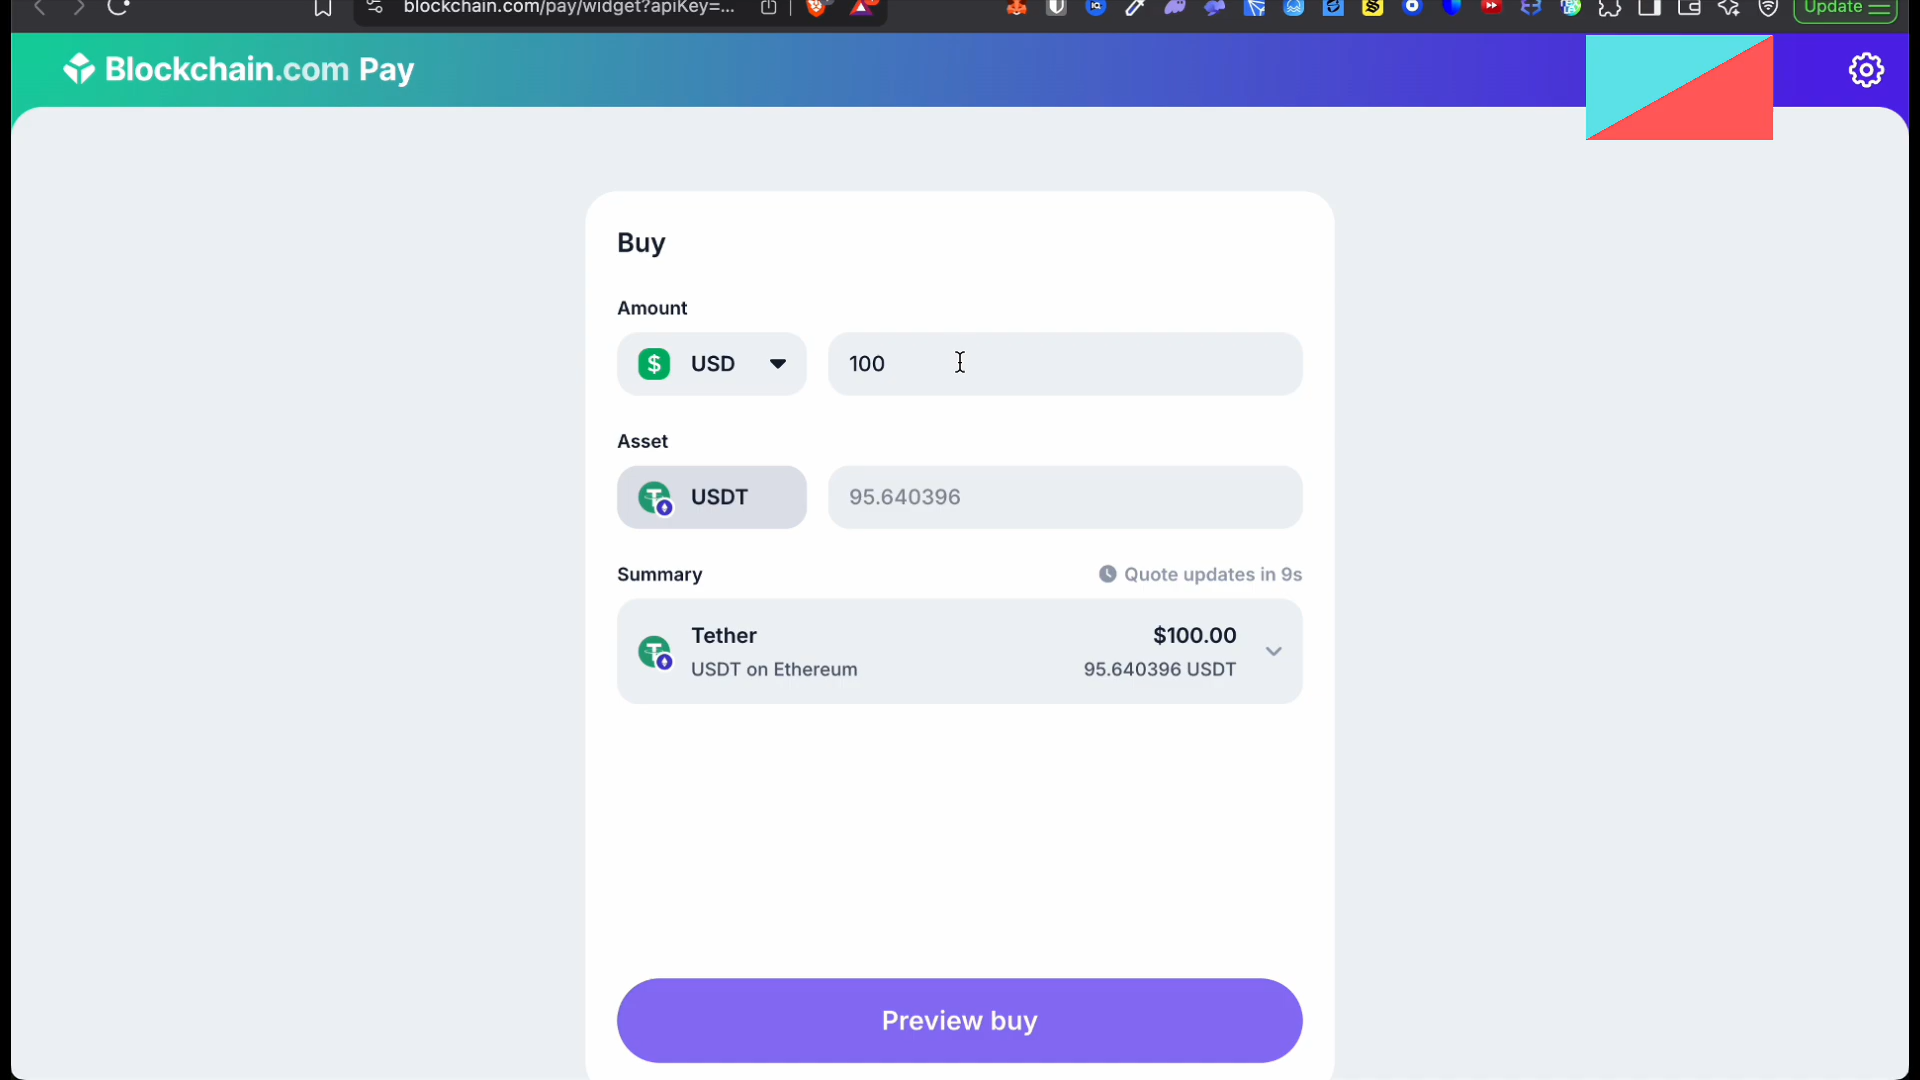 blockchain.com/pay/widget?apiKey=...
Update
Blockchain.com Pay
Buy
Amount
$ USD
100
Asset
USDT
95.640396
Summary
Quote updates in 9s
Tether
$100.00
USDT on Ethereum
95.640396 USDT
Preview buy